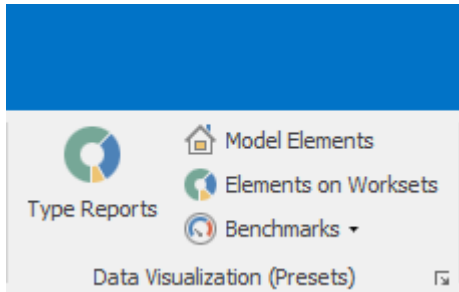 Type Reports
Model Elements
Elements on Worksets
Benchmarks
Data Visualization (Presets)